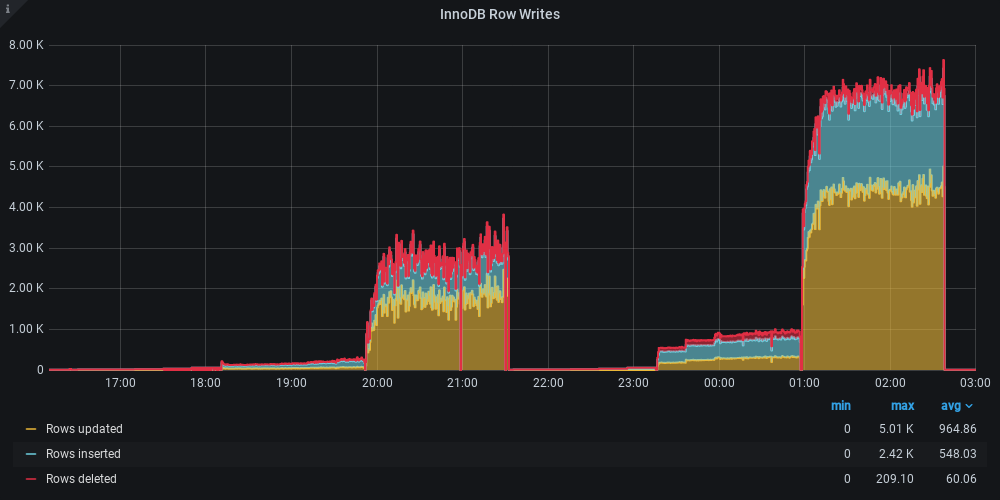 i
InnoDB Row Writes
8.00 K
7.00 K
6.00 K
5.00 K
4.00 K
3.00 K
2.00 K
1.00 K
0
17:00 18:00 19:00 20:00 21:00 22:00 23:00 00:00 01:00 02:00 03:00
min max avg
Rows updated 0 5.01 K 964.86
Rows inserted 0 2.42 K 548.03
Rows deleted 0 209.10 60.06